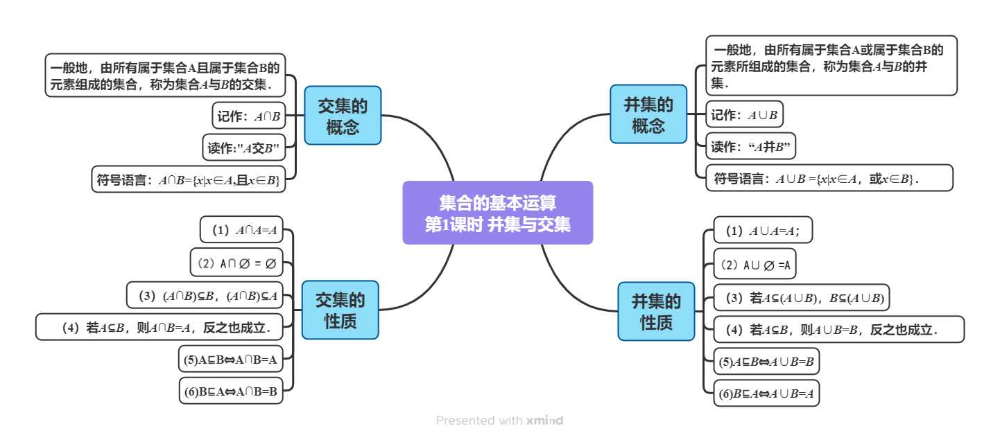 集合的基本运算
第1课时 并集与交集
交集的
概念
一般地，由所有属于集合A且属于集合B的
元素组成的集合，称为集合A与B的交集．
记作：A∩B
读作:"A交B"
符号语言：A∩B={x|x∈A,且x∈B}
交集的
性质
（1）A∩A=A
（2）A∩∅=∅
（3）(A∩B)⊆B，(A∩B)⊆A
（4）若A⊆B，则A∩B=A，反之也成立．
(5)A⊑B⇔A∩B=A
(6)B⊑A⇔A∩B=B
并集的
概念
一般地，由所有属于集合A或属于集合B的
元素所组成的集合，称为集合A与B的并
集．
记作：A∪B
读作：“A并B”
符号语言：A∪B ={x|x∈A，或x∈B}．
并集的
性质
（1）A∪A=A；
（2）A∪∅=A
（3）若A⊆(A∪B)，B⊆(A∪B)
（4）若A⊆B，则A∪B=B，反之也成立．
(5)A⊑B⇔A∪B=B
(6)B⊑A⇔A∪B=A
Presented with xmind